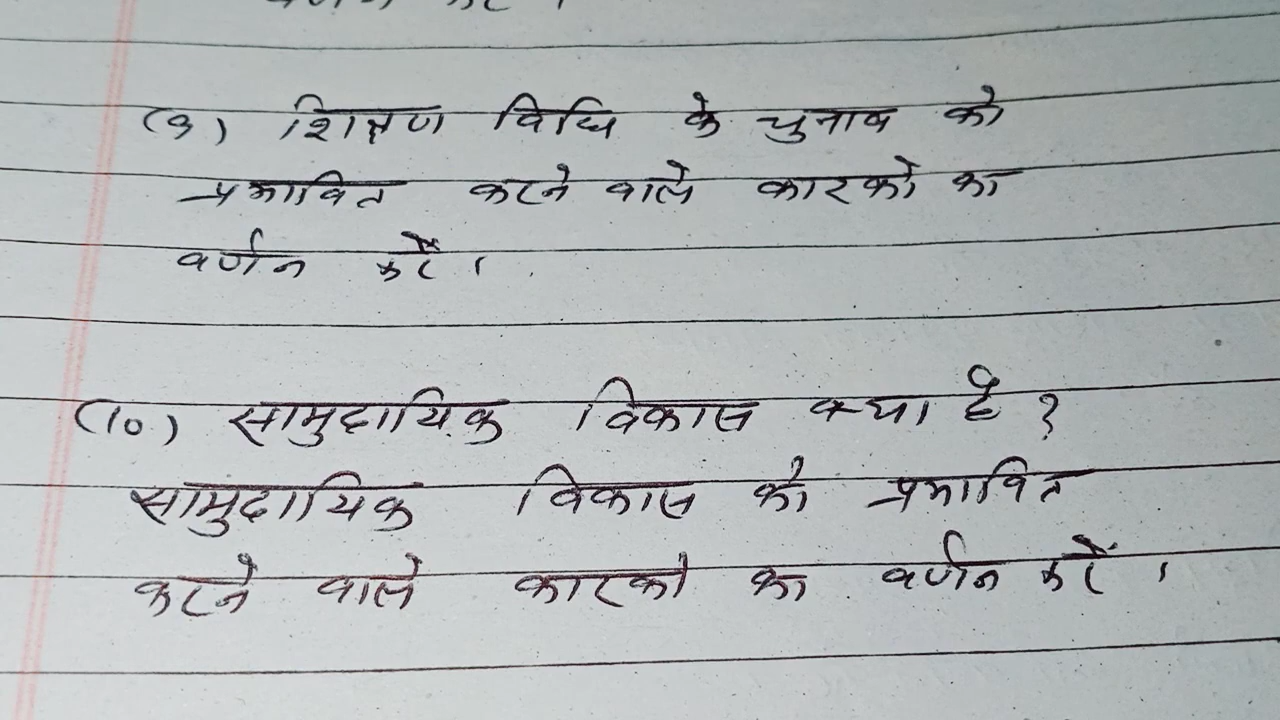 (9) शिक्षण विधि के चुनाव को
प्रभावित करने वाले कारको का
वर्णन करें।
(10) सामुदायिक विकास क्या है?
सामुदायिक विकास को प्रभावित
करने वाले कारको का वर्णन करें।